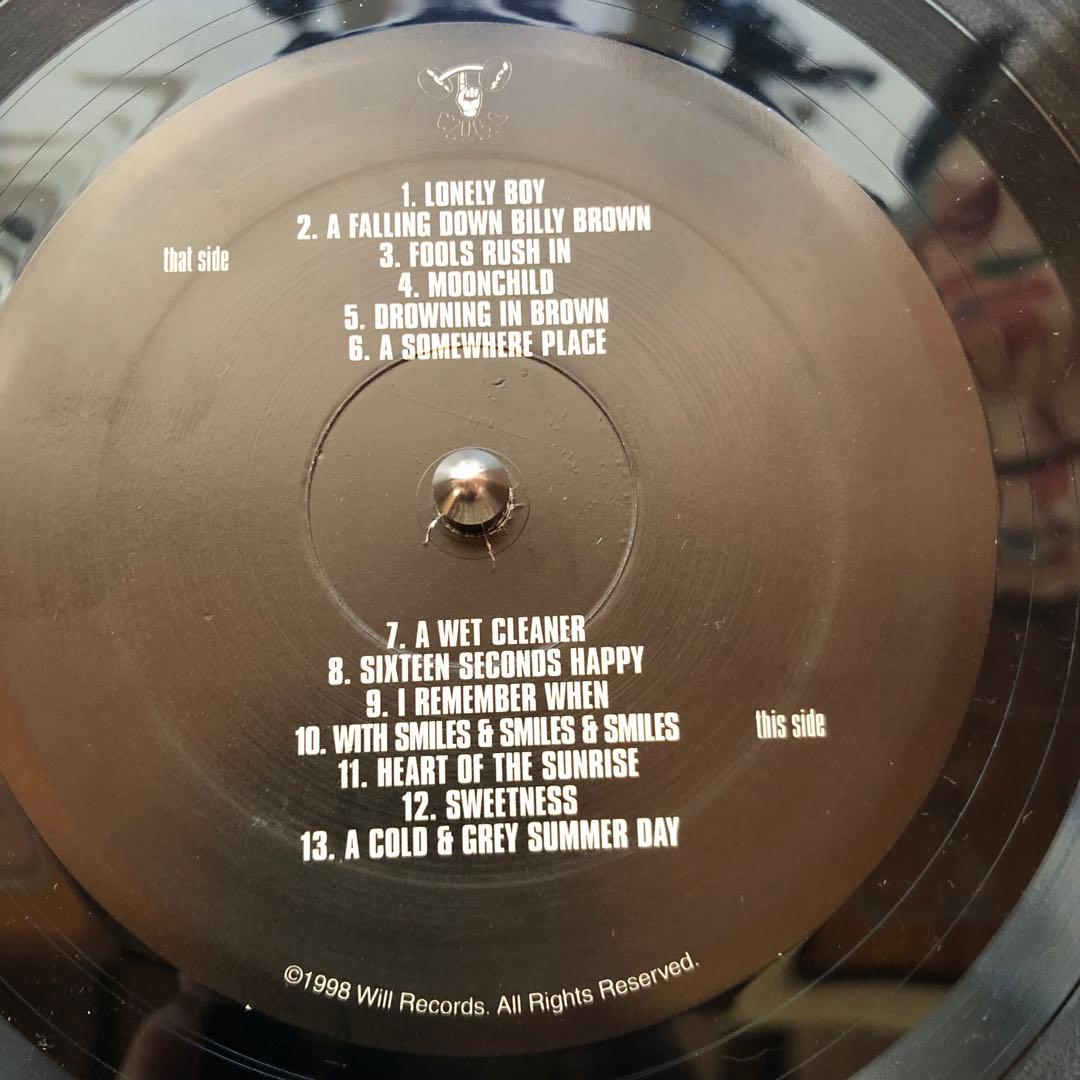 WILL
1. LONELY BOY
2. A FALLING DOWN BILLY BROWN
that side
3. FOOLS RUSH IN
4. MOONCHILD
5. DROWNING IN BROWN
6. A SOMEWHERE PLACE
7. A WET CLEANER
8. SIXTEEN SECONDS HAPPY
9. I REMEMBER WHEN
10. WITH SMILES & SMILES & SMILES
this side
11. HEART OF THE SUNRISE
12. SWEETNESS
13. A COLD & GREY SUMMER DAY
©1998 Will Records. All Rights Reserved.